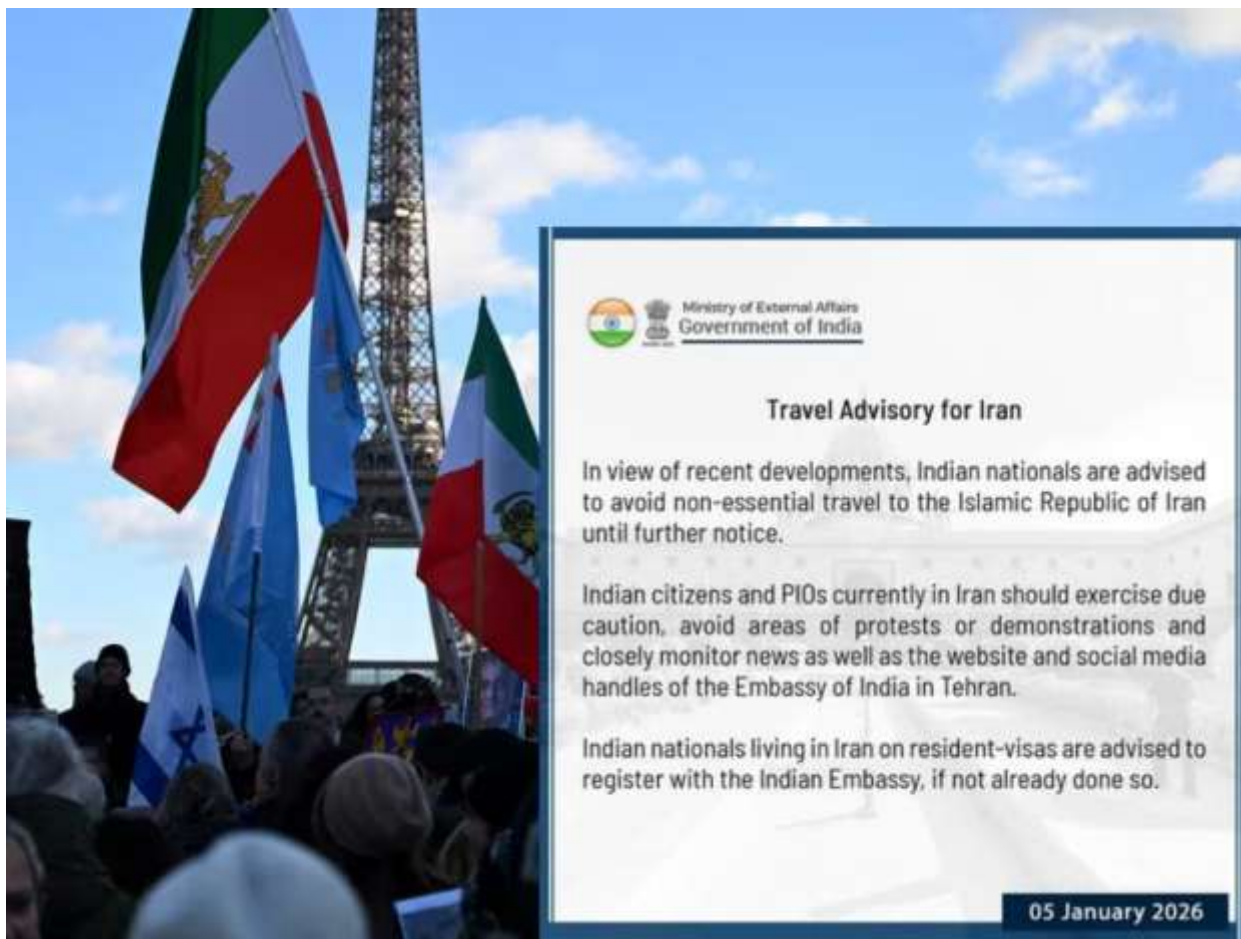 Ministry of External Affairs
Government of India
Travel Advisory for Iran
In view of recent developments, Indian nationals are advised
to avoid non-essential travel to the Islamic Republic of Iran
until further notice.
Indian citizens and PIOs currently in Iran should exercise due
caution, avoid areas of protests or demonstrations and
closely monitor news as well as the website and social media
handles of the Embassy of India in Tehran.
Indian nationals living in Iran on resident-visas are advised to
register with the Indian Embassy, if not already done so.
05 January 2026